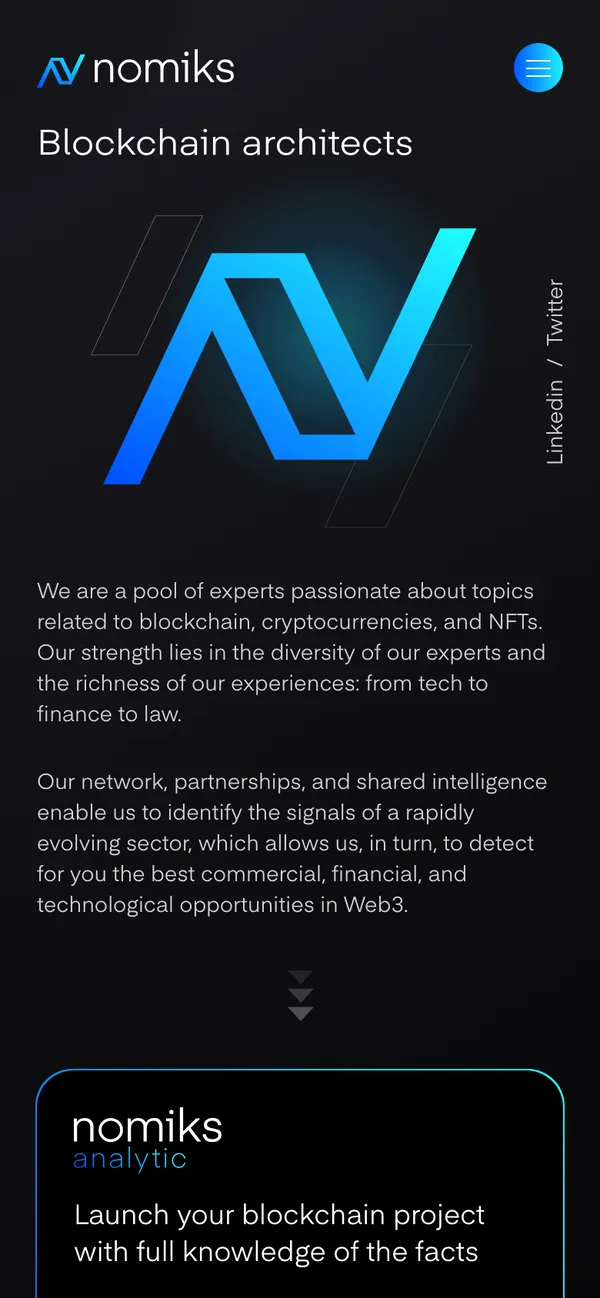 nomiks
Blockchain architects
Linkedin / Twitter
We are a pool of experts passionate about topics
related to blockchain, cryptocurrencies, and NFTs.
Our strength lies in the diversity of our experts and
the richness of our experiences: from tech to
finance to law.
Our network, partnerships, and shared intelligence
enable us to identify the signals of a rapidly
evolving sector, which allows us, in turn, to detect
for you the best commercial, financial, and
technological opportunities in Web3.
nomiks
analytic
Launch your blockchain project
with full knowledge of the facts